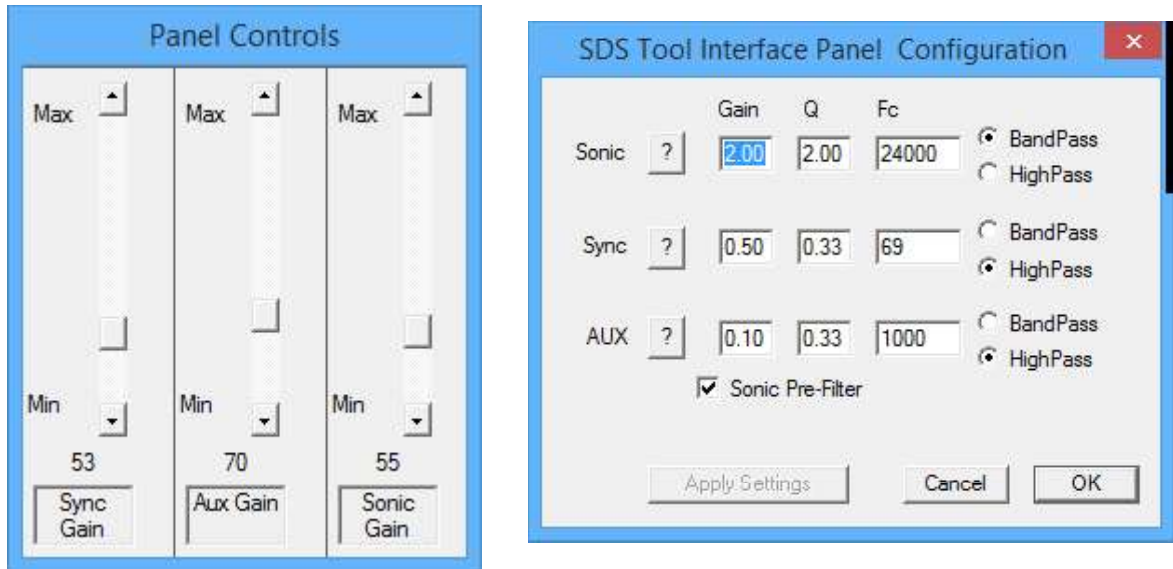 Panel Controls
Max Max Max
Min Min Min
53 70 55
Sync Gain Aux Gain Sonic Gain
SDS Tool Interface Panel Configuration
Gain Q Fc
Sonic ? 2.00 2.00 24000 BandPass
HighPass
Sync ? 0.50 0.33 69 BandPass
HighPass
AUX ? 0.10 0.33 1000 BandPass
HighPass
Sonic Pre-Filter
Apply Settings Cancel OK